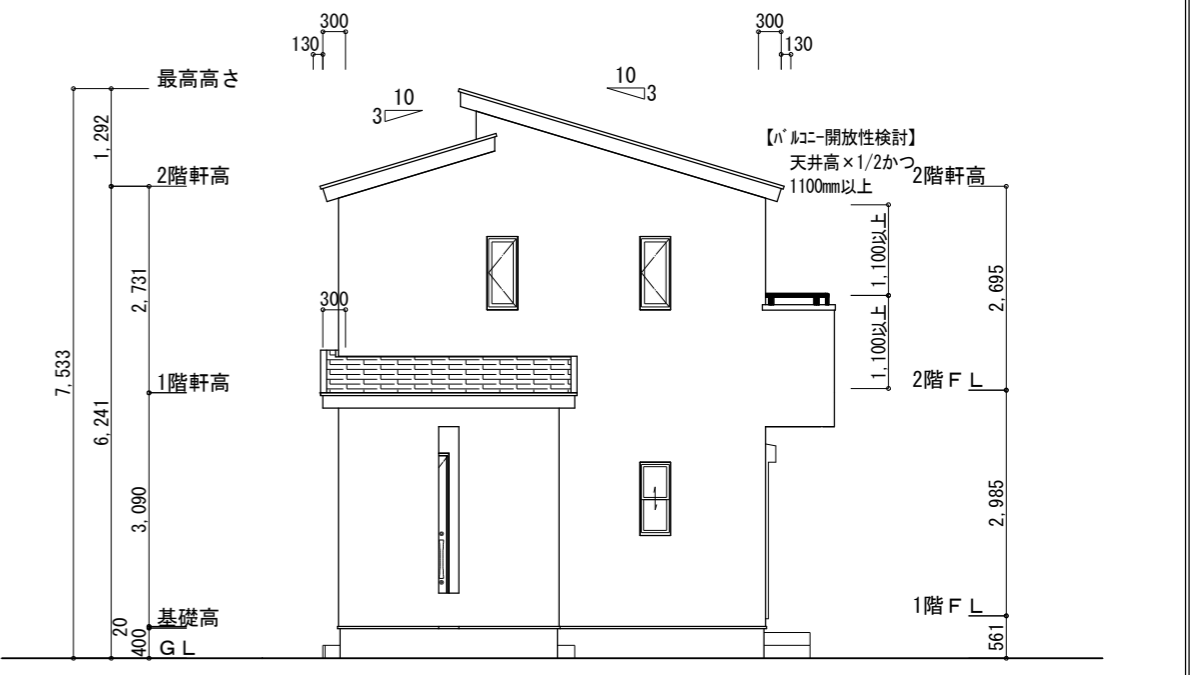 300
130
300
130
最高高さ
10
3
10
3
1,292
【バルコニー開放性検討】
天井高×1/2かつ
1100mm以上
2階軒高
2階軒高
1,100以上
2,731
2,695
300
1,100以上
7,533
1階軒高
2階ＦＬ
6,241
3,090
2,985
1階ＦＬ
基礎高
20
400
ＧＬ
561